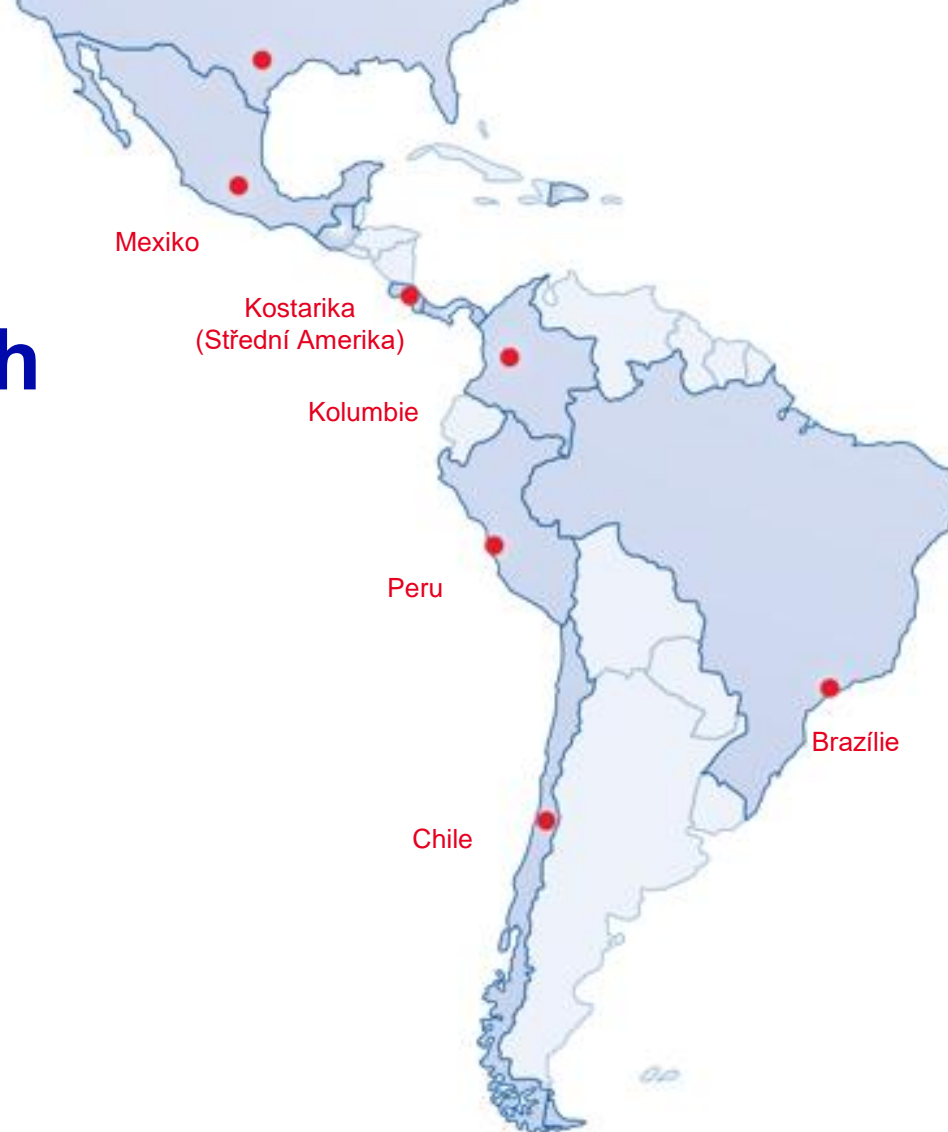 Mexiko
Kostarika
(Střední Amerika)
h
Kolumbie
Peru
Brazílie
Chile